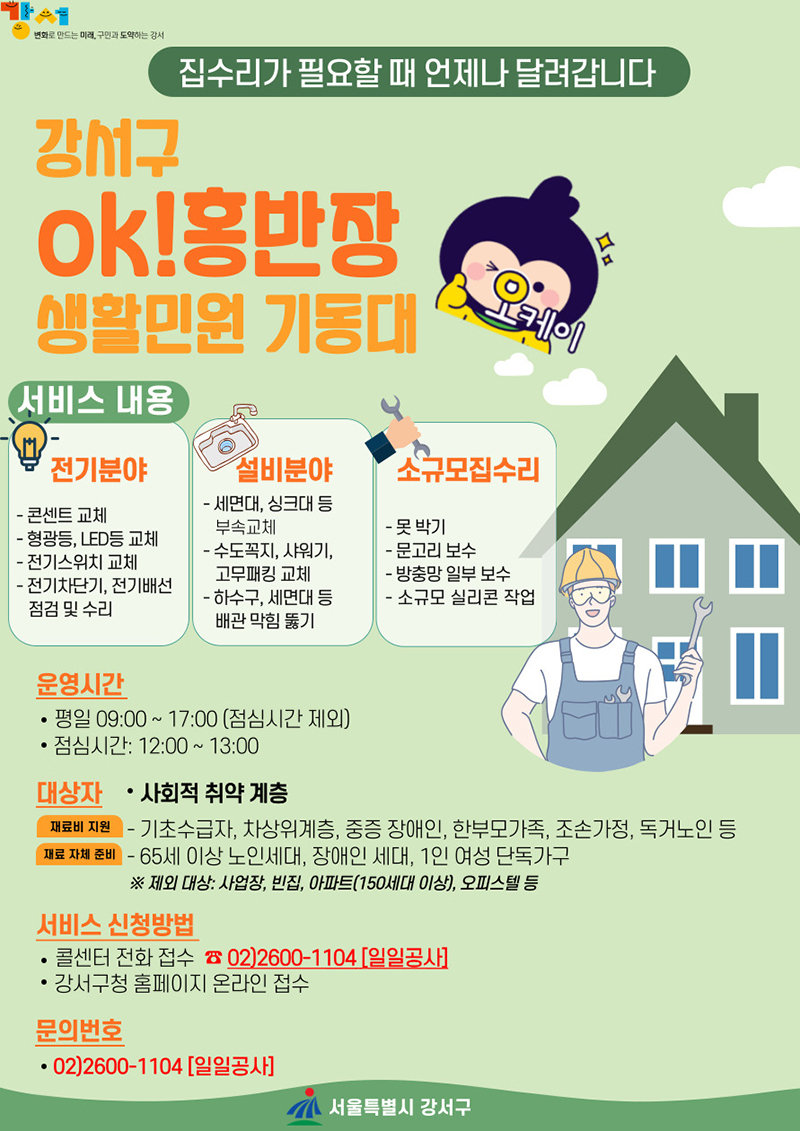 강서
변화로 만드는 미래, 구민과 도약하는 강서
집수리가 필요할 때 언제나 달려갑니다
강서구
ok!홍반장
생활민원 기동대
오케이
서비스 내용
전기분야
- 콘센트 교체
- 형광등, LED등 교체
- 전기스위치 교체
- 전기차단기, 전기배선
점검 및 수리
설비분야
- 세면대, 싱크대 등
부속교체
- 수도꼭지, 샤워기,
고무패킹 교체
- 하수구, 세면대 등
배관 막힘 뚫기
소규모집수리
- 못 박기
- 문고리 보수
- 방충망 일부 보수
- 소규모 실리콘 작업
운영시간
• 평일 09:00 ~ 17:00 (점심시간 제외)
• 점심시간: 12:00 ~ 13:00
대상자 • 사회적 취약 계층
재료비 지원 - 기초수급자, 차상위계층, 중증 장애인, 한부모가족, 조손가정, 독거노인 등
재료 자체 준비 - 65세 이상 노인세대, 장애인 세대, 1인 여성 단독가구
※ 제외 대상: 사업장, 빈집, 아파트(150세대 이상), 오피스텔 등
서비스 신청방법
• 콜센터 전화 접수 ☎ 02)2600-1104 [일일공사]
• 강서구청 홈페이지 온라인 접수
문의번호
• 02)2600-1104 [일일공사]
서울특별시 강서구